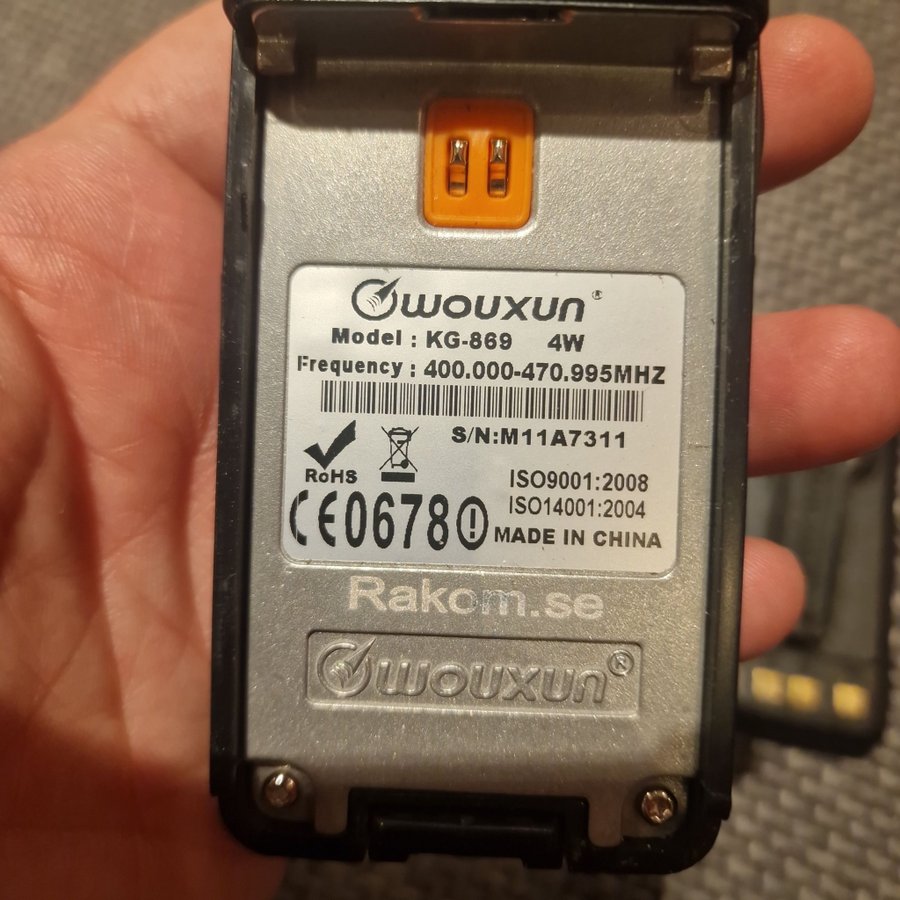 WOUXUN®
Model : KG-869 4W
Frequency : 400.000-470.995MHZ
S/N:M11A7311
RoHS
ISO9001:2008
ISO14001:2004
CE0678 !
MADE IN CHINA
Rakom.se
WOUXUN®